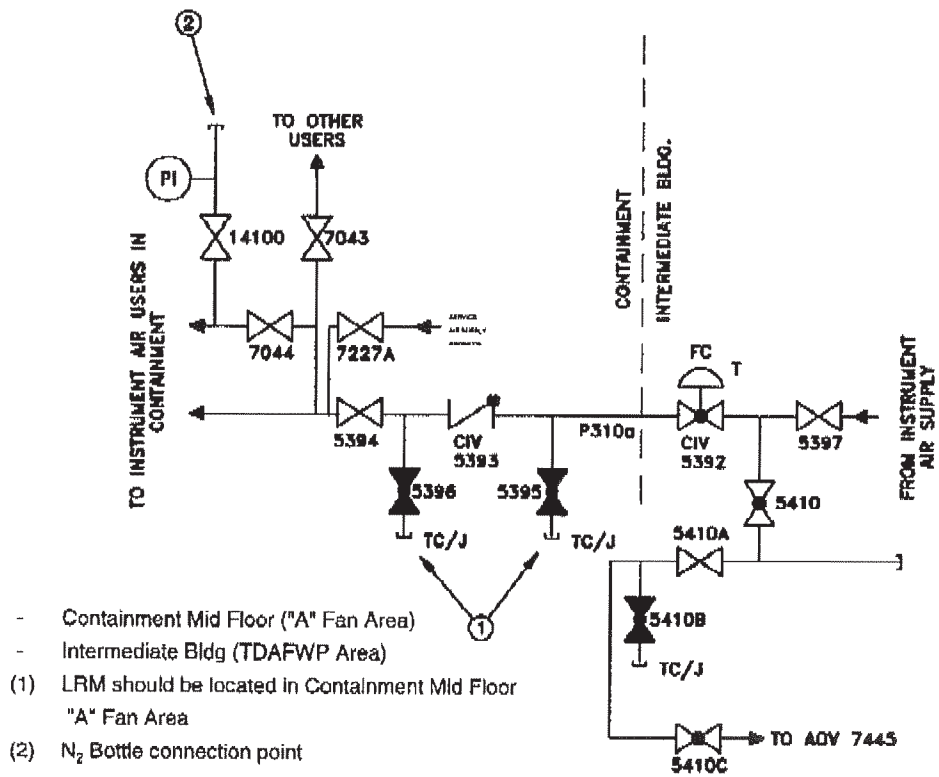 2
TO OTHER
USERS
PI
14100
7043
TO INSTRUMENT AIR USERS IN
CONTAINMENT
7044
7227A
CONTAINMENT
INTERMEDIATE BLDG.
FC
T
5394
CIV
5393
P310a
CIV
5392
5397
FROM INSTRUMENT
AIR SUPPLY
5396
5395
5410
TC/J
TC/J
5410A
1
5410B
TC/J
TO AOV 7445
5410C
- Containment Mid Floor ("A" Fan Area)
- Intermediate Bldg (TDAFWP Area)
(1) LRM should be located in Containment Mid Floor
"A" Fan Area
(2) N₂ Bottle connection point